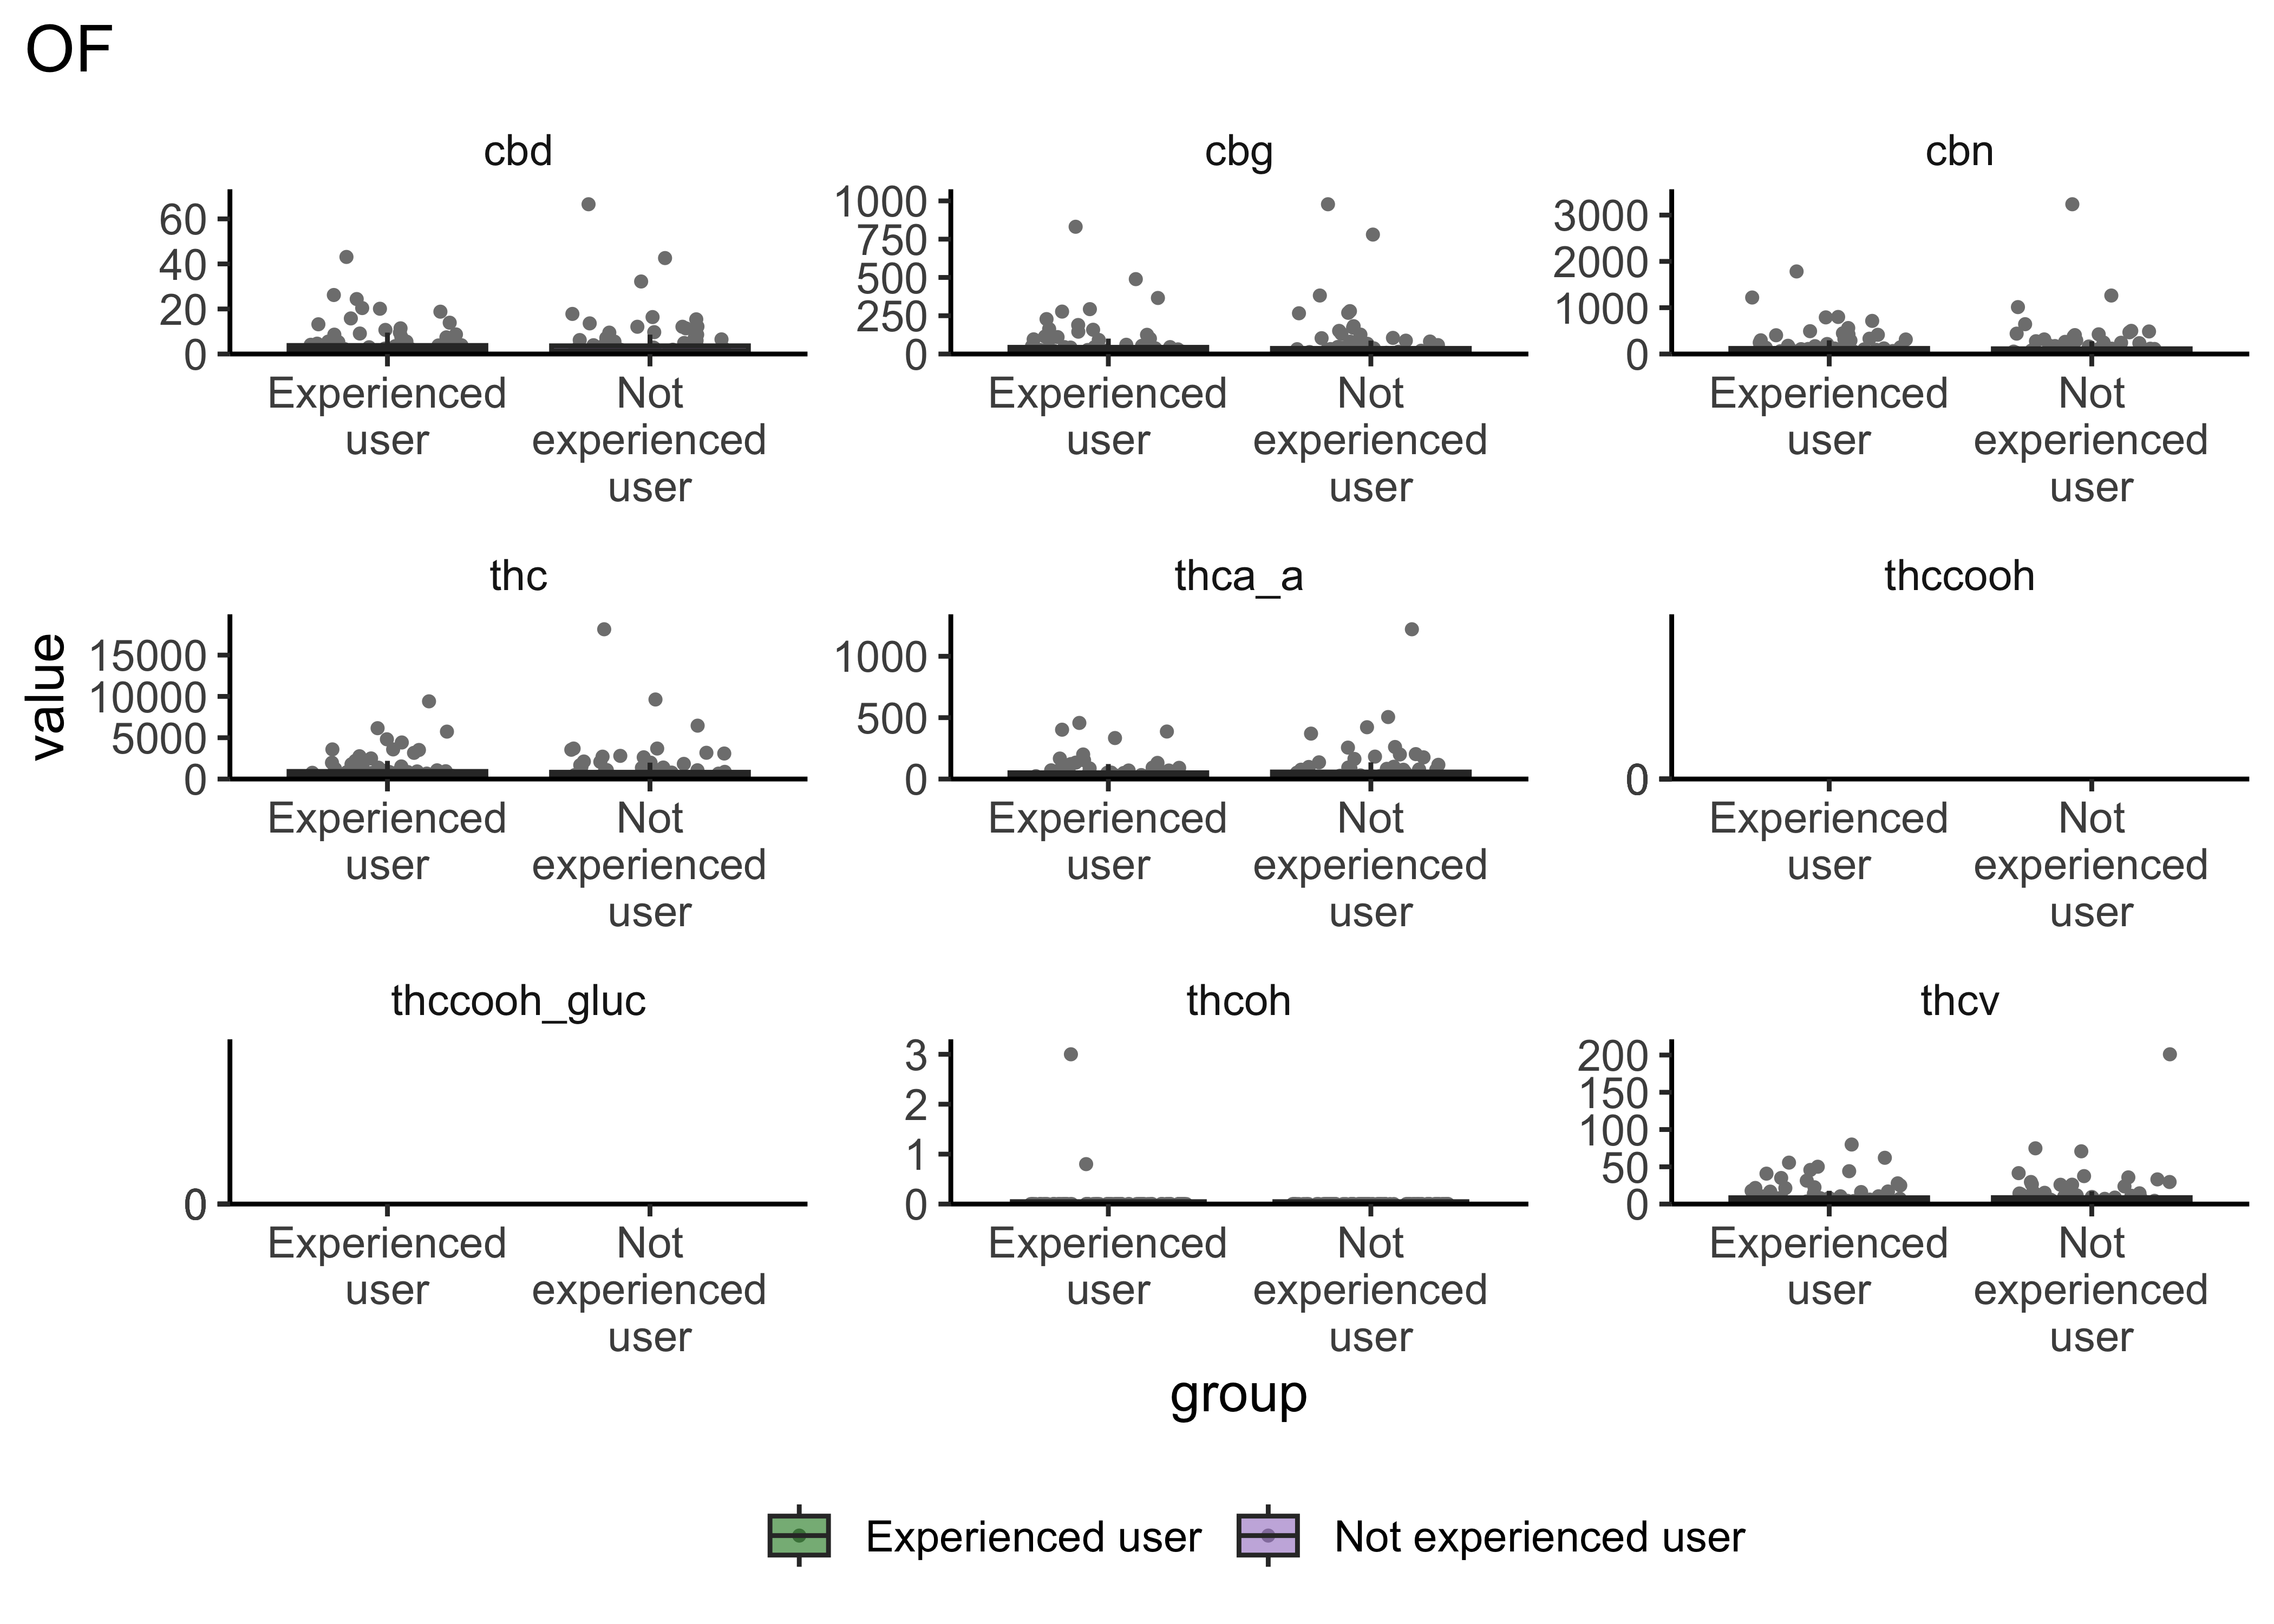 OF
cbd cbg cbn
60
40
20
0
1000
750
500
250
0
3000
2000
1000
0
Experienced Not Experienced Not Experienced Not
user experienced user experienced user experienced
user user user
thc thca_a thccooh
value
15000
10000
5000
0
1000
500
0
0
Experienced Not Experienced Not Experienced Not
user experienced user experienced user experienced
user user user
thccooh_gluc thcoh thcv
0
3
2
1
0
200
150
100
50
0
Experienced Not Experienced Not Experienced Not
user experienced user experienced user experienced
user user user
group
Experienced user Not experienced user